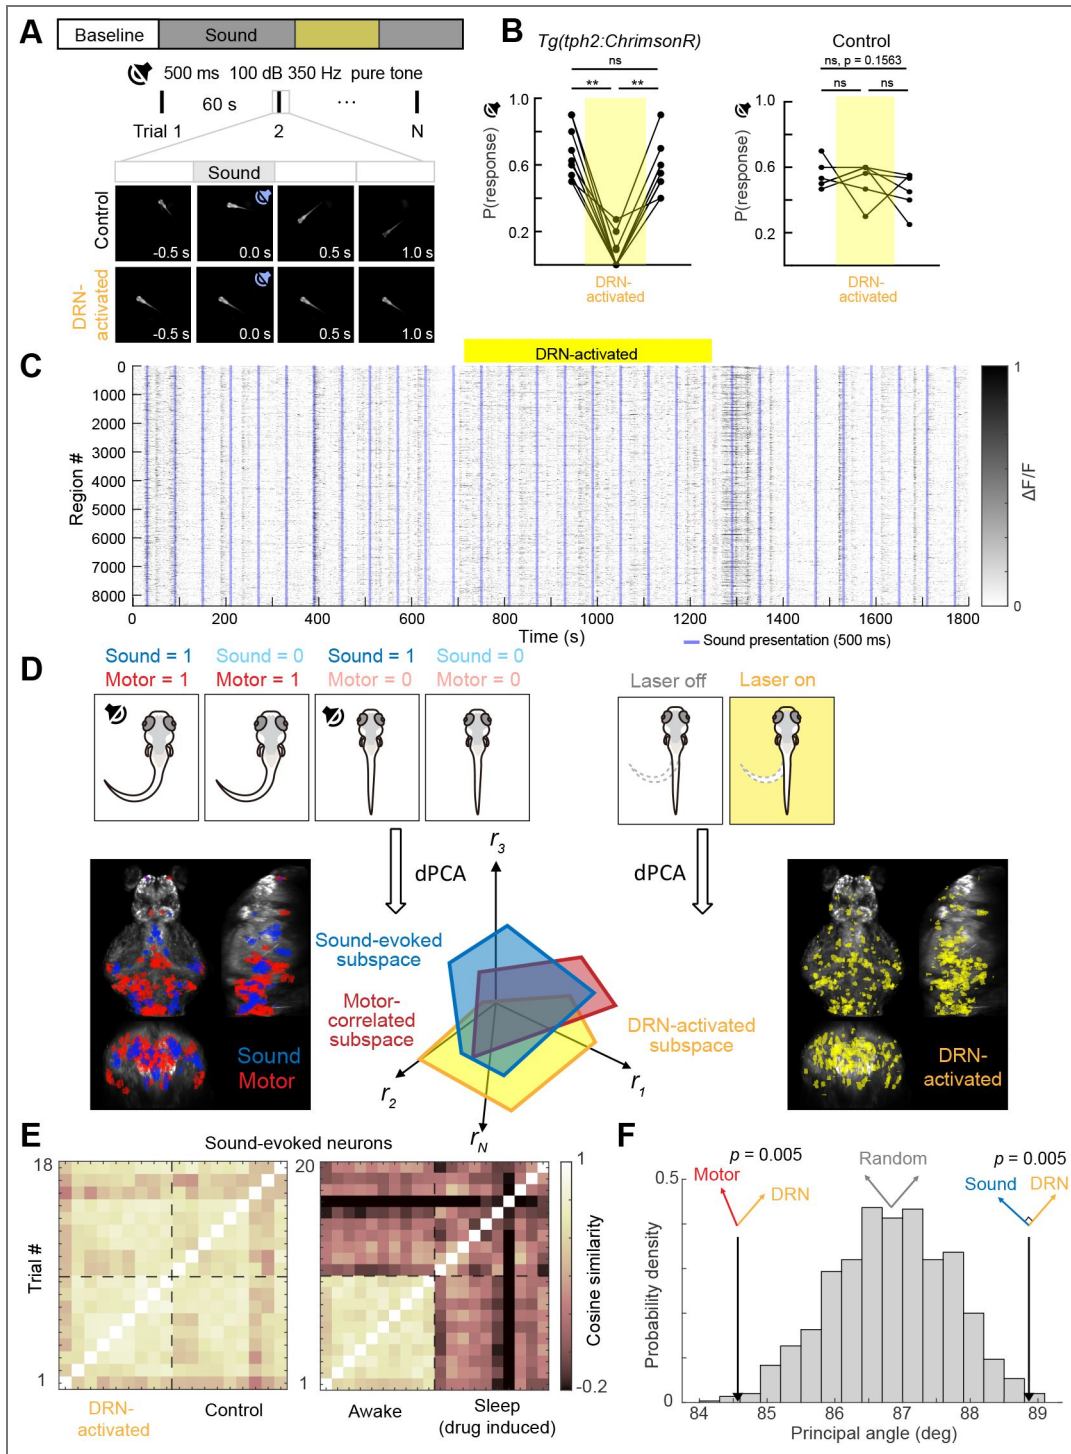 A
Baseline
Sound
500 ms 100 dB 350 Hz pure tone
60 s
...
Trial 1
2
N
Sound
Control
-0.5 s
0.0 s
0.5 s
1.0 s
DRN-
activated
-0.5 s
0.0 s
0.5 s
1.0 s
B
Tg(tph2:ChrimsonR)
ns
** **
P(response)
1.0
0.6
0.2
DRN-
activated
Control
ns, p = 0.1563
ns ns
P(response)
1.0
0.6
0.2
DRN-
activated
C
DRN-activated
Region #
0
1000
2000
3000
4000
5000
6000
7000
8000
0 200 400 600 800 1000 1200 1400 1600 1800
Time (s)
Sound presentation (500 ms)
1
ΔF/F
0
D
Sound = 1
Motor = 1
Sound = 0
Motor = 1
Sound = 1
Motor = 0
Sound = 0
Motor = 0
Laser off
Laser on
dPCA
dPCA
r3
Sound-evoked
subspace
Motor-
correlated
subspace
DRN-activated
subspace
r1
r2
rN
Sound
Motor
DRN-
activated
E
Sound-evoked neurons
18
Trial #
1
DRN-
activated
Control
20
1
Awake
Sleep
(drug induced)
1
Cosine similarity
-0.2
F
p = 0.005
Motor
DRN
Random
p = 0.005
Sound
DRN
0.5
Probability density
0
84 85 86 87 88 89
Principal angle (deg)